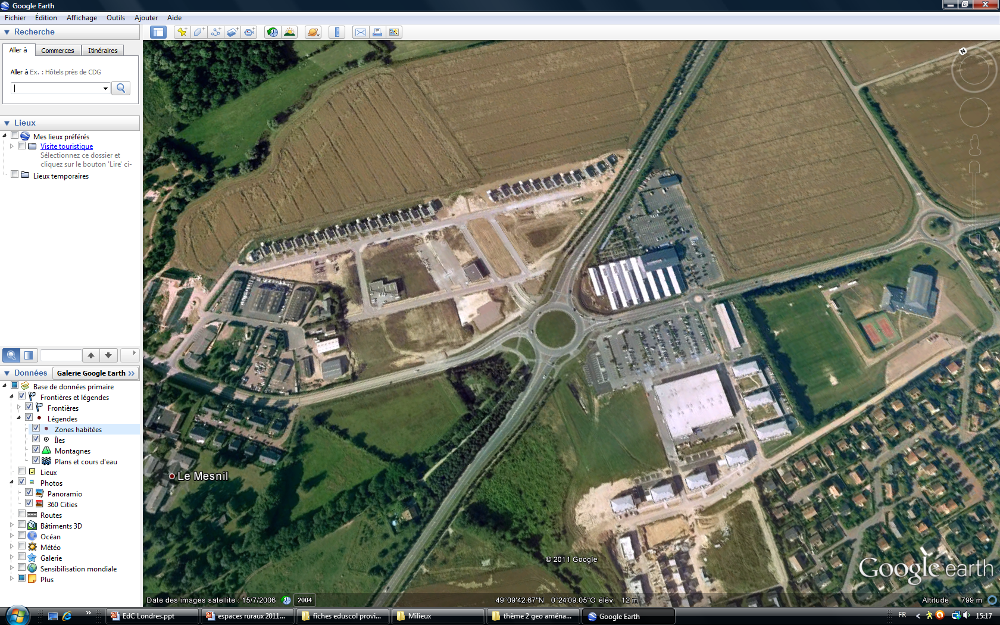 Google Earth
Fichier Édition Affichage Outils Ajouter Aide
Recherche
Aller à Commerces Itinéraires
Aller à Ex. : Hôtels près de CDG
Lieux
Mes lieux préférés
Visite touristique
Sélectionnez ce dossier et
cliquez sur le bouton 'Lire' ci-
Lieux temporaires
Données Galerie Google Earth >>
Base de données primaire
Frontières et légendes
Frontières
Légendes
Zones habitées
Îles
Montagnes
Plans et cours d'eau
Lieux
Photos
Panoramio
360 Cities
Routes
Bâtiments 3D
Océan
Météo
Galerie
Sensibilisation mondiale
Plus
N
Le Mesnil
© 2011 Google
Google earth
Date des images satellite : 15/7/2006 2004 49°09'42.67"N 0°24'09.05"O élév. 12 m Altitude 799 m
EdC Londres.ppt espaces ruraux 2011... fiches eduscol provi... Milieux thème 2 geo aména... Google Earth FR 15:17